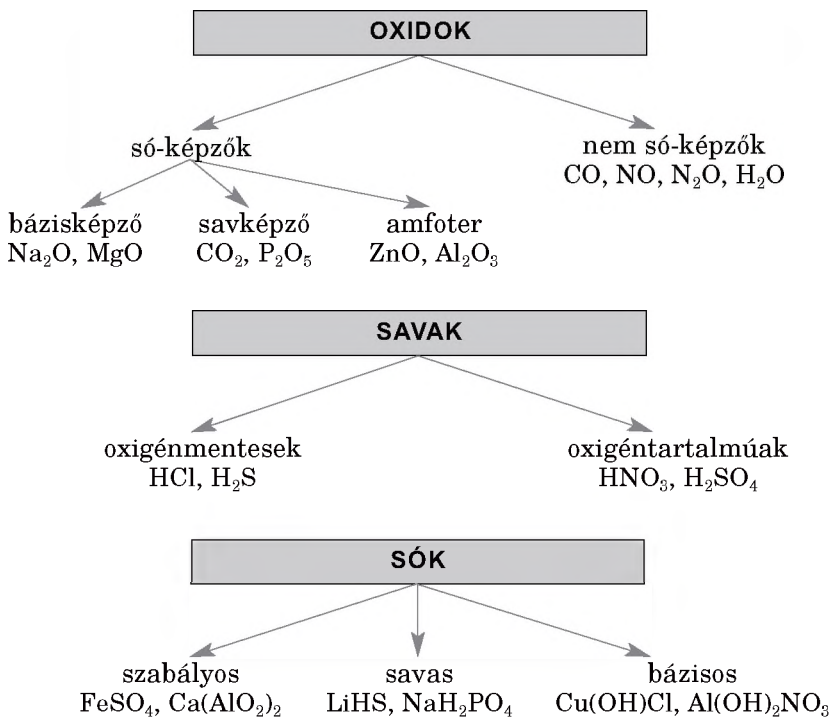 OXIDOK
só-képzők
nem só-képzők
CO, NO, N₂O, H₂O
bázisképző savképző amfoter
Na₂O, MgO CO₂, P₂O₅ ZnO, Al₂O₃
SAVAK
oxigénmentesek oxigéntartalmúak
HCl, H₂S HNO₃, H₂SO₄
SÓK
szabályos savas bázisos
FeSO₄, Ca(AlO₂)₂ LiHS, NaH₂PO₄ Cu(OH)Cl, Al(OH)₂NO₃